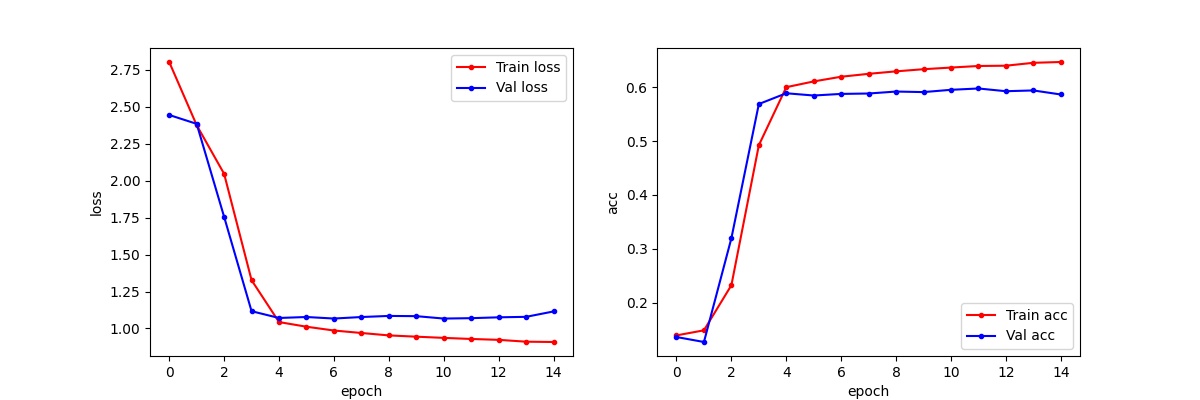 2.75
2.50
2.25
2.00
1.75
1.50
1.25
1.00
loss
0 2 4 6 8 10 12 14
epoch
Train loss
Val loss
0.6
0.5
0.4
0.3
0.2
acc
0 2 4 6 8 10 12 14
epoch
Train acc
Val acc